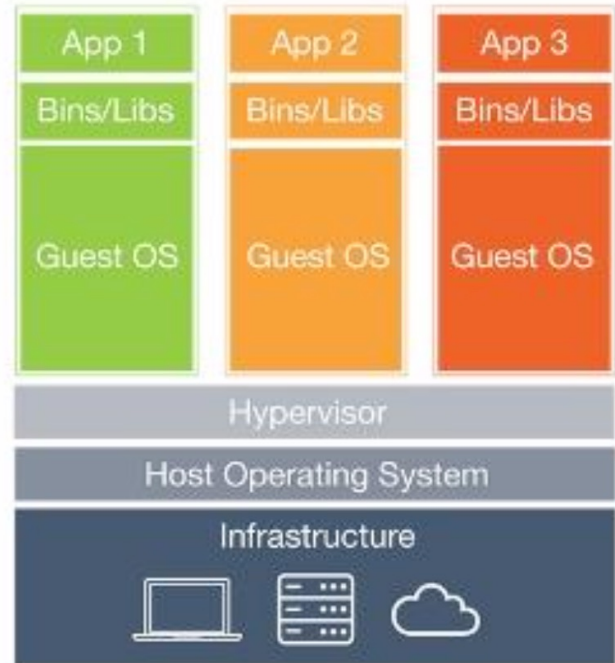 App 1
App 2
App 3
Bins/Libs
Bins/Libs
Bins/Libs
Guest OS
Guest OS
Guest OS
Hypervisor
Host Operating System
Infrastructure